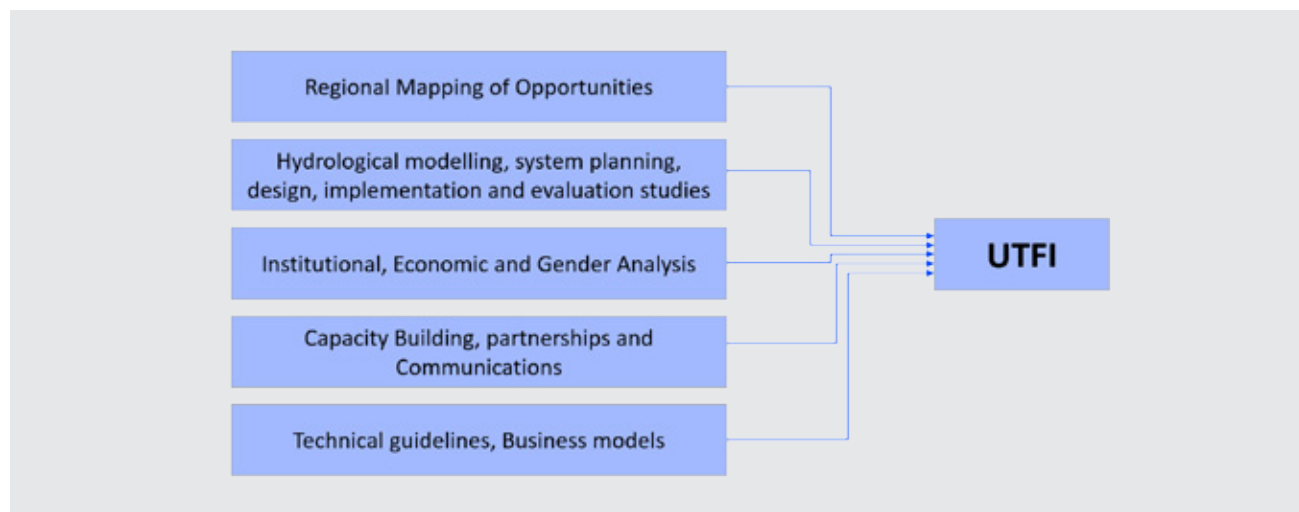 Regional Mapping of Opportunities
Hydrological modelling, system planning,
design, implementation and evaluation studies
Institutional, Economic and Gender Analysis
Capacity Building, partnerships and
Communications
Technical guidelines, Business models
UTFI